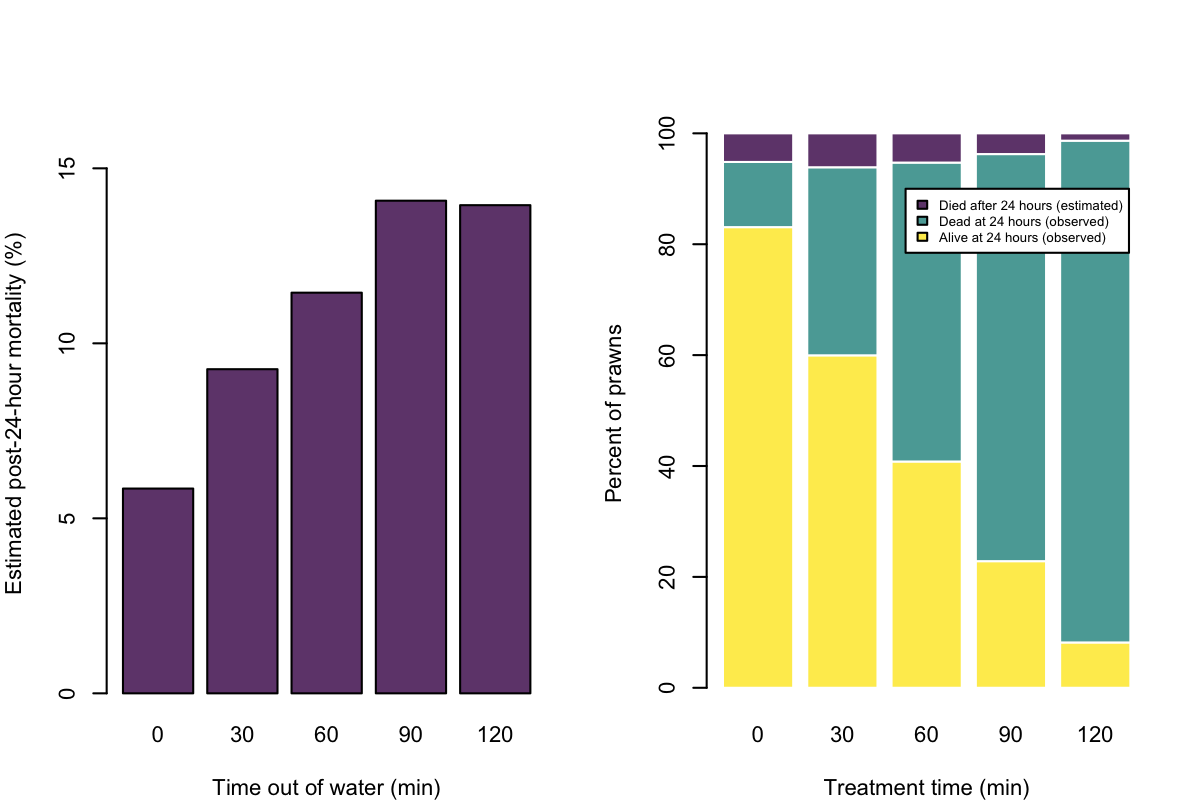 Estimated post-24-hour mortality (%)
15
10
5
0
0 30 60 90 120
Time out of water (min)
Percent of prawns
100
80
60
40
20
0
Died after 24 hours (estimated)
Dead at 24 hours (observed)
Alive at 24 hours (observed)
0 30 60 90 120
Treatment time (min)